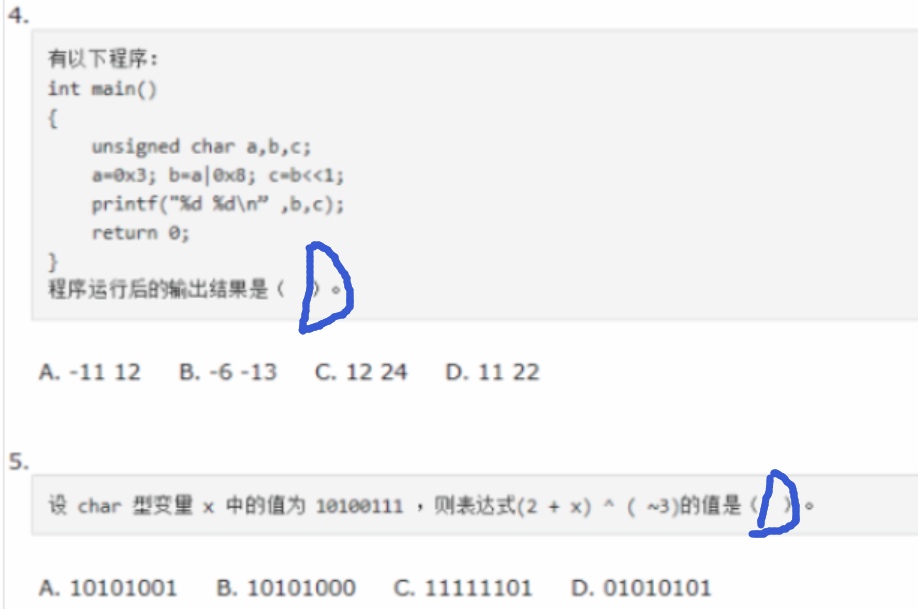 4.
有以下程序:
int main()
{
unsigned char a,b,c;
a=0x3; b=a|0x8; c=b<<1;
printf("%d %d\n” ,b,c);
return 0;
}
程序运行后的输出结果是( D )。
A. -11 12 B. -6 -13 C. 12 24 D. 11 22
5.
设 char 型变量 x 中的值为 10100111 ,则表达式(2 + x) ^ ( ~3)的值是( D )。
A. 10101001 B. 10101000 C. 11111101 D. 01010101